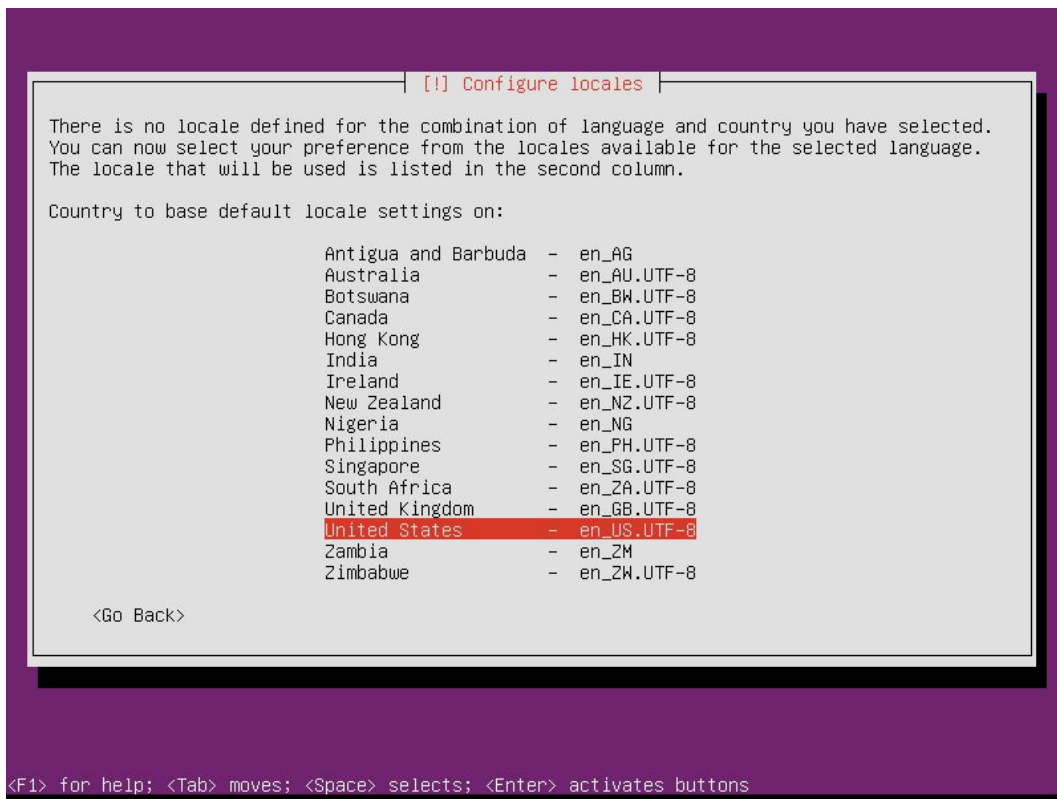 [!] Configure locales
There is no locale defined for the combination of language and country you have selected.
You can now select your preference from the locales available for the selected language.
The locale that will be used is listed in the second column.
Country to base default locale settings on:
Antigua and Barbuda - en_AG
Australia - en_AU.UTF-8
Botswana - en_BW.UTF-8
Canada - en_CA.UTF-8
Hong Kong - en_HK.UTF-8
India - en_IN
Ireland - en_IE.UTF-8
New Zealand - en_NZ.UTF-8
Nigeria - en_NG
Philippines - en_PH.UTF-8
Singapore - en_SG.UTF-8
South Africa - en_ZA.UTF-8
United Kingdom - en_GB.UTF-8
United States - en_US.UTF-8
Zambia - en_ZM
Zimbabwe - en_ZW.UTF-8
<Go Back>
<F1> for help; <Tab> moves; <Space> selects; <Enter> activates buttons